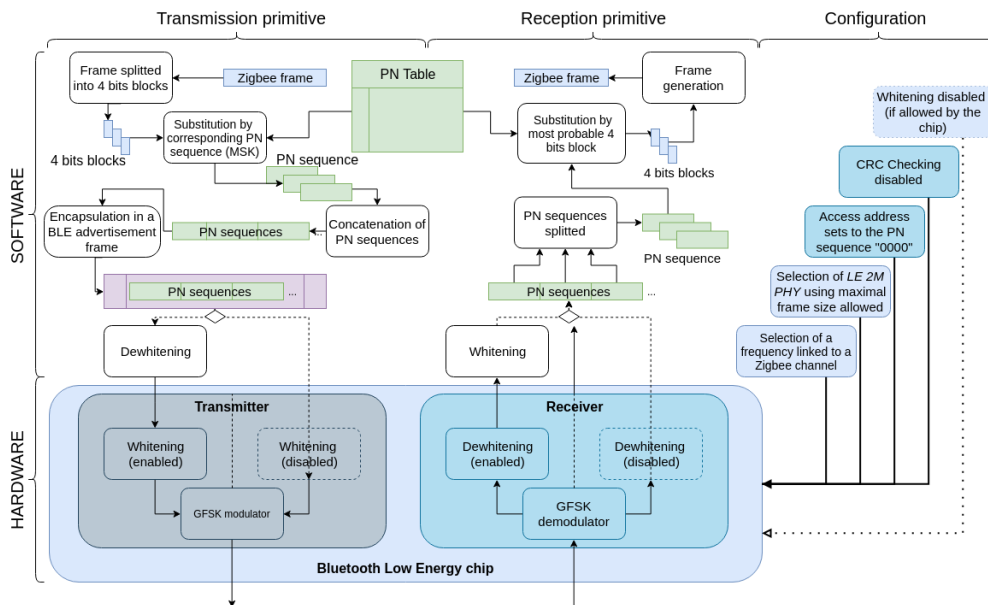 Transmission primitive
Reception primitive
Configuration
SOFTWARE
HARDWARE
Frame splitted
into 4 bits blocks
Zigbee frame
PN Table
4 bits blocks
Substitution by
corresponding PN
sequence (MSK)
PN sequence
Encapsulation in a
BLE advertisement
frame
PN sequences
...
Concatenation of
PN sequences
PN sequences
...
Dewhitening
Zigbee frame
Frame
generation
Substitution by
most probable 4
bits block
4 bits blocks
PN sequences
splitted
PN sequence
PN sequences
...
Whitening
Whitening disabled
(if allowed by the
chip)
CRC Checking
disabled
Access address
sets to the PN
sequence "0000"
Selection of LE 2M
PHY using maximal
frame size allowed
Selection of
a frequency linked to a
Zigbee channel
Transmitter
Whitening
(enabled)
Whitening
(disabled)
GFSK modulator
Receiver
Dewhitening
(enabled)
Dewhitening
(disabled)
GFSK
demodulator
Bluetooth Low Energy chip